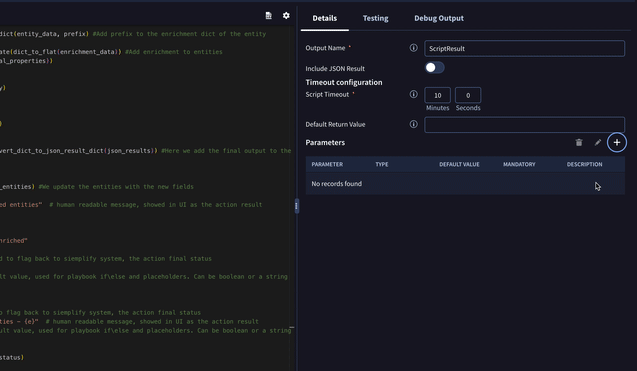 dict(entity_data, prefix) #Add prefix to the enrichment dict of the entity
ate(dict_to_flat(enrichment_data)) #Add enrichment to entities
al_properties))
y)
)
vert_dict_to_json_result_dict(json_results)) #Here we add the final output to the
_entities) #We update the entities with the new fields
ed entities"  # human readable message, showed in UI as the action result
nriched"
d to flag back to siemplify system, the action final status
lt value, used for playbook if\else and placeholders. Can be boolean or a string
o flag back to siemplify system, the action final status
ties - {e}"  # human readable message, showed in UI as the action result
ult value, used for playbook if\else and placeholders. Can be boolean or a string
status)
Details Testing Debug Output
Output Name * ScriptResult
Include JSON Result
Timeout configuration
Script Timeout * 10 0
Minutes Seconds
Default Return Value
Parameters
PARAMETER TYPE DEFAULT VALUE MANDATORY DESCRIPTION
No records found